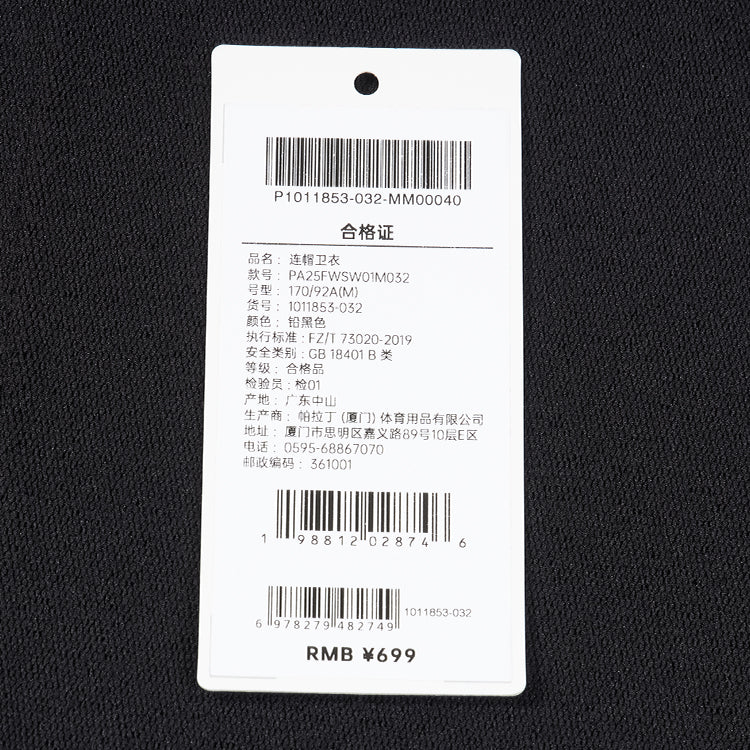 P1011853-032-MM00040
合格证
品名：连帽卫衣
款号：PA25FWSW01M032
号型：170/92A(M)
货号：1011853-032
颜色：铅黑色
执行标准：FZ/T 73020-2019
安全类别：GB 18401 B 类
等级：合格品
检验员：检01
产地：广东中山
生产商：帕拉丁 (厦门) 体育用品有限公司
地址：厦门市思明区嘉义路89号10层E区
电话：0595-68867070
邮政编码：361001
1 98812 02874 6
1011853-032
6 978279 482749
RMB ¥699